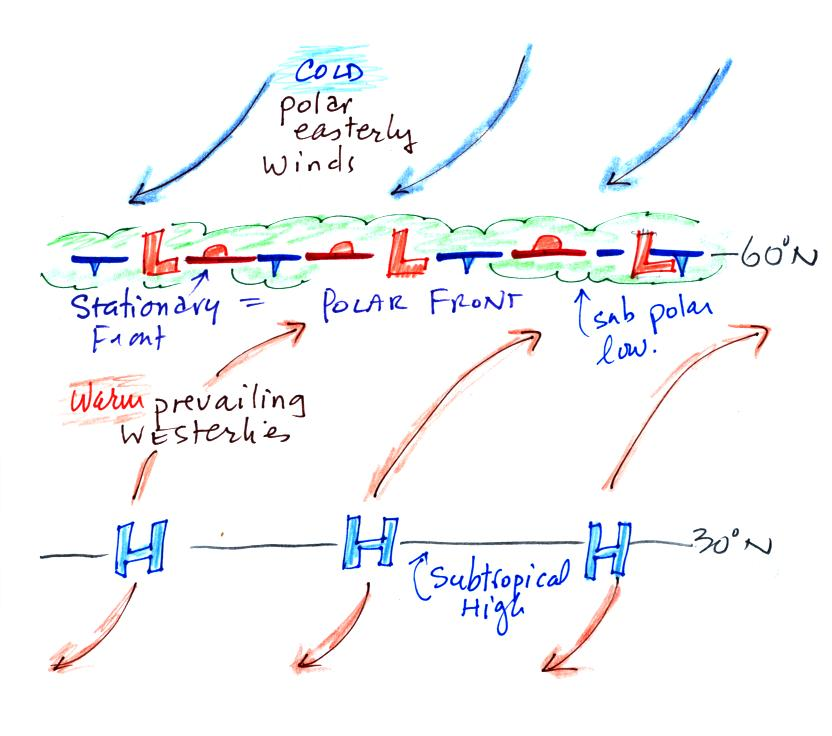 COLD
polar
easterly
winds
L
L
L
60°N
Stationary = POLAR FRONT
Front
sub polar
low.
Warm prevailing
WESTERLIES
H
H
H
30°N
Subtropical
High